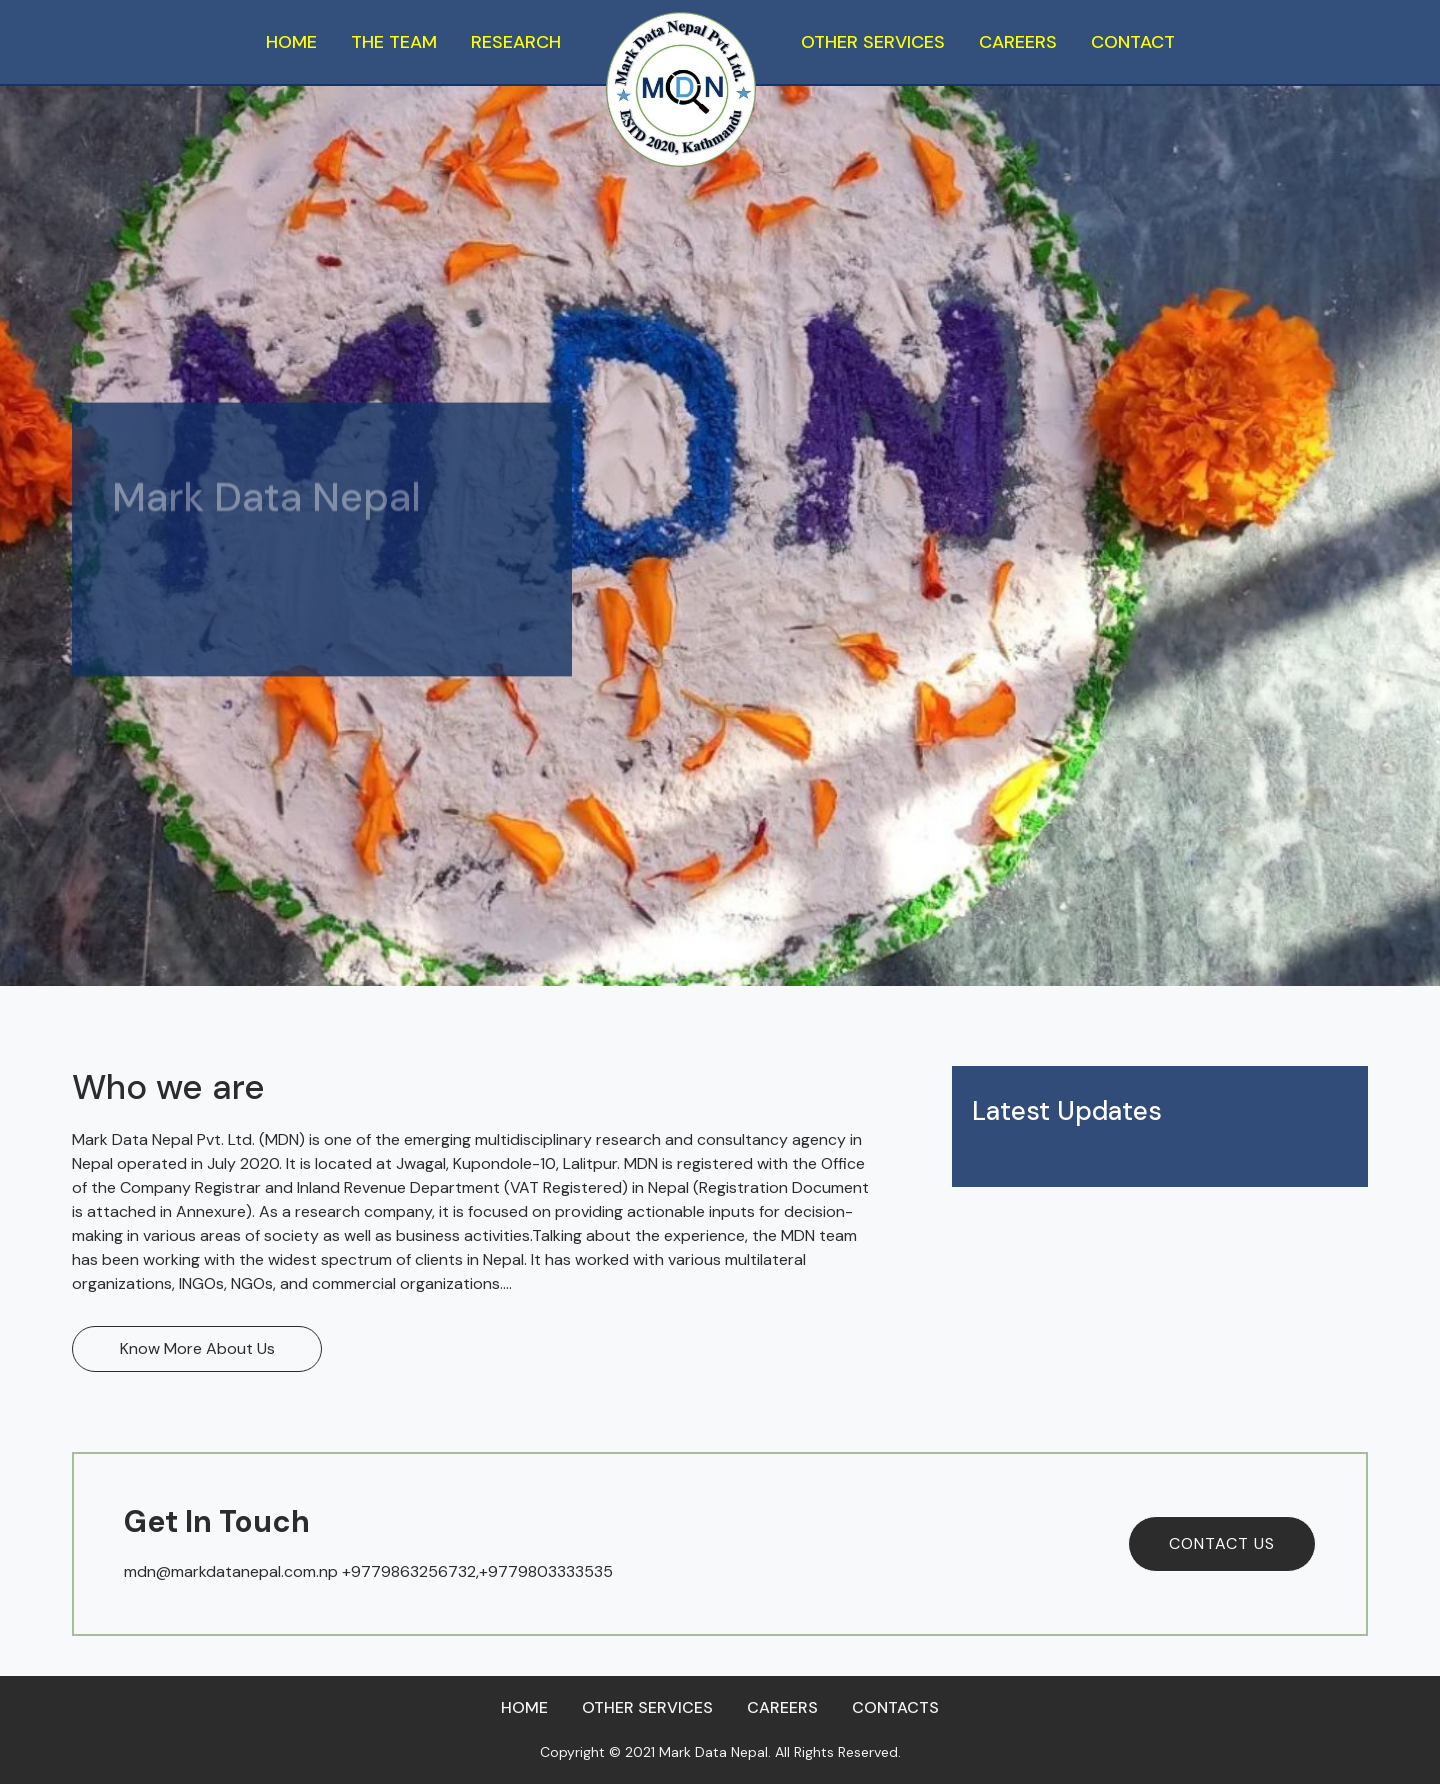 HOME THE TEAM RESEARCH OTHER SERVICES CAREERS CONTACT
Mark Data Nepal Pvt. Ltd.
MDN
ESTD 2020, Kathmandu
MDN
Mark Data Nepal
Who we are
Mark Data Nepal Pvt. Ltd. (MDN) is one of the emerging multidisciplinary research and consultancy agency in
Nepal operated in July 2020. It is located at Jwagal, Kupondole-10, Lalitpur. MDN is registered with the Office
of the Company Registrar and Inland Revenue Department (VAT Registered) in Nepal (Registration Document
is attached in Annexure). As a research company, it is focused on providing actionable inputs for decision-
making in various areas of society as well as business activities.Talking about the experience, the MDN team
has been working with the widest spectrum of clients in Nepal. It has worked with various multilateral
organizations, INGOs, NGOs, and commercial organizations....
Know More About Us
Latest Updates
Get In Touch
mdn@markdatanepal.com.np +9779863256732,+9779803333535
CONTACT US
HOME OTHER SERVICES CAREERS CONTACTS
Copyright © 2021 Mark Data Nepal. All Rights Reserved.